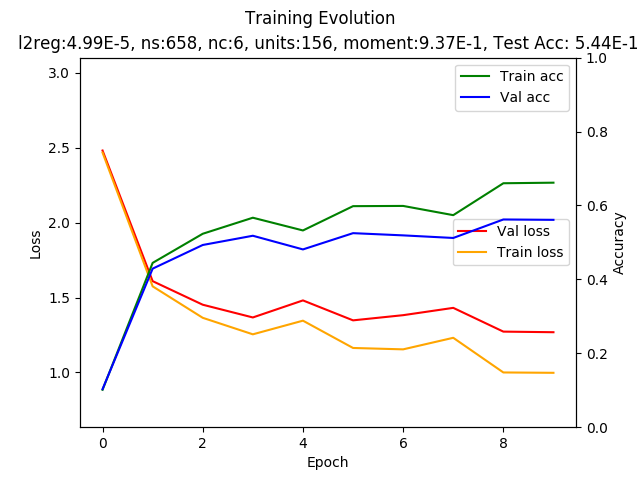 Training Evolution
l2reg:4.99E-5, ns:658, nc:6, units:156, moment:9.37E-1, Test Acc: 5.44E-1
Train acc
Val acc
Val loss
Train loss
3.0
2.5
2.0
1.5
1.0
Loss
1.0
0.8
0.6
0.4
0.2
0.0
Accuracy
0
2
4
6
8
Epoch